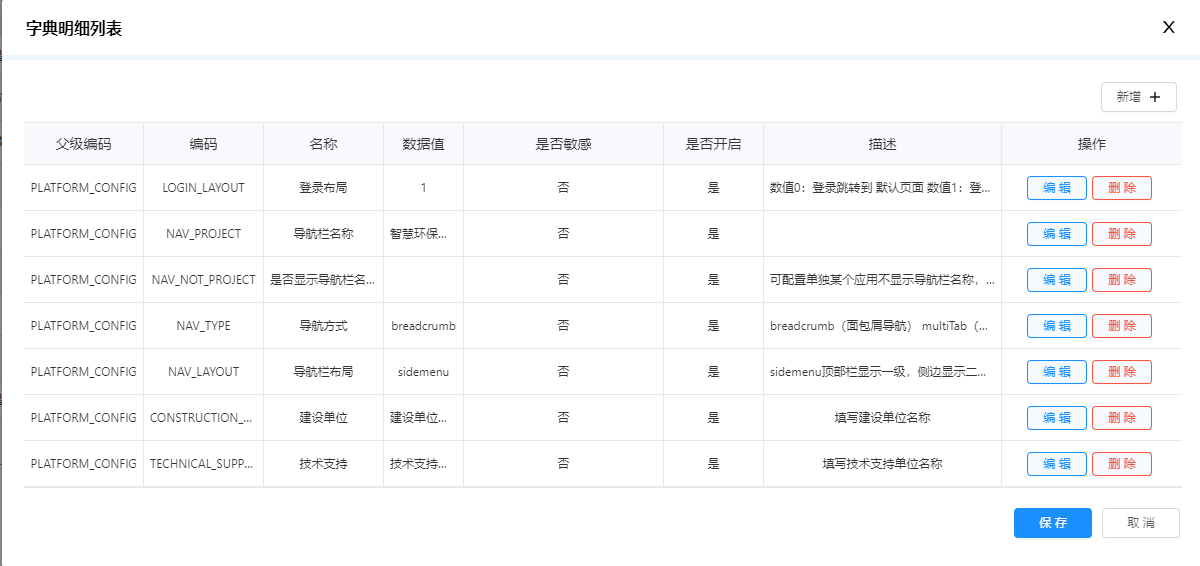 字典明细列表 X
新增 +
父级编码 编码 名称 数据值 是否敏感 是否开启 描述 操作
PLATFORM_CONFIG LOGIN_LAYOUT 登录布局 1 否 是 数值0：登录跳转到 默认页面 数值1：登... 编辑 删除
PLATFORM_CONFIG NAV_PROJECT 导航栏名称 智慧环保... 否 是 编辑 删除
PLATFORM_CONFIG NAV_NOT_PROJECT 是否显示导航栏名... 否 是 可配置单独某个应用不显示导航栏名称，... 编辑 删除
PLATFORM_CONFIG NAV_TYPE 导航方式 breadcrumb 否 是 breadcrumb（面包屑导航） multiTab（... 编辑 删除
PLATFORM_CONFIG NAV_LAYOUT 导航栏布局 sidemenu 否 是 sidemenu顶部栏显示一级，侧边显示二... 编辑 删除
PLATFORM_CONFIG CONSTRUCTION_... 建设单位 建设单位... 否 是 填写建设单位名称 编辑 删除
PLATFORM_CONFIG TECHNICAL_SUPP... 技术支持 技术支持... 否 是 填写技术支持单位名称 编辑 删除
保存 取消